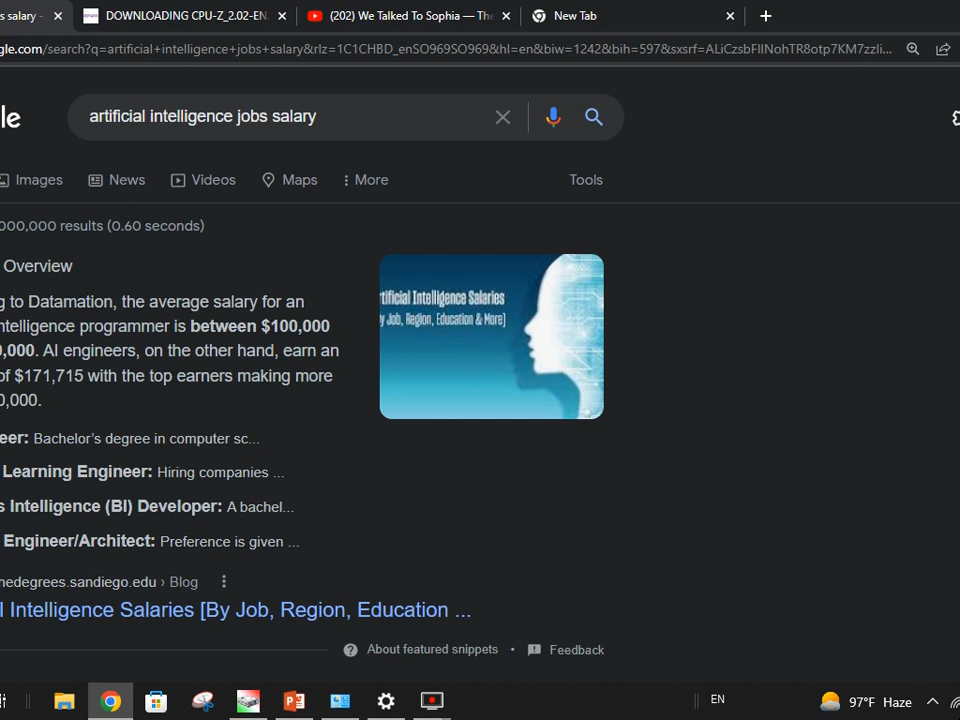 s salary -
DOWNLOADING CPU-Z_2.02-EN.
(202) We Talked To Sophia — The
New Tab
gle.com/search?q=artificial+intelligence+jobs+salary&rlz=1C1CHBD_enSO969SO969&hl=en&biw=1242&bih=597&sxsrf=ALiCzsbFIlNohTR8otp7KM7zzli...
le
artificial intelligence jobs salary
Images
News
Videos
Maps
More
Tools
000,000 results (0.60 seconds)
Overview
g to Datamation, the average salary for an
ntelligence programmer is between $100,000
0,000. AI engineers, on the other hand, earn an
of $171,715 with the top earners making more
0,000.
rtificial Intelligence Salaries
y Job, Region, Education & More]
eer: Bachelor's degree in computer sc...
Learning Engineer: Hiring companies ...
s Intelligence (BI) Developer: A bachel...
Engineer/Architect: Preference is given ...
nedegrees.sandiego.edu › Blog
l Intelligence Salaries [By Job, Region, Education ...
About featured snippets • Feedback
EN
97°F Haze